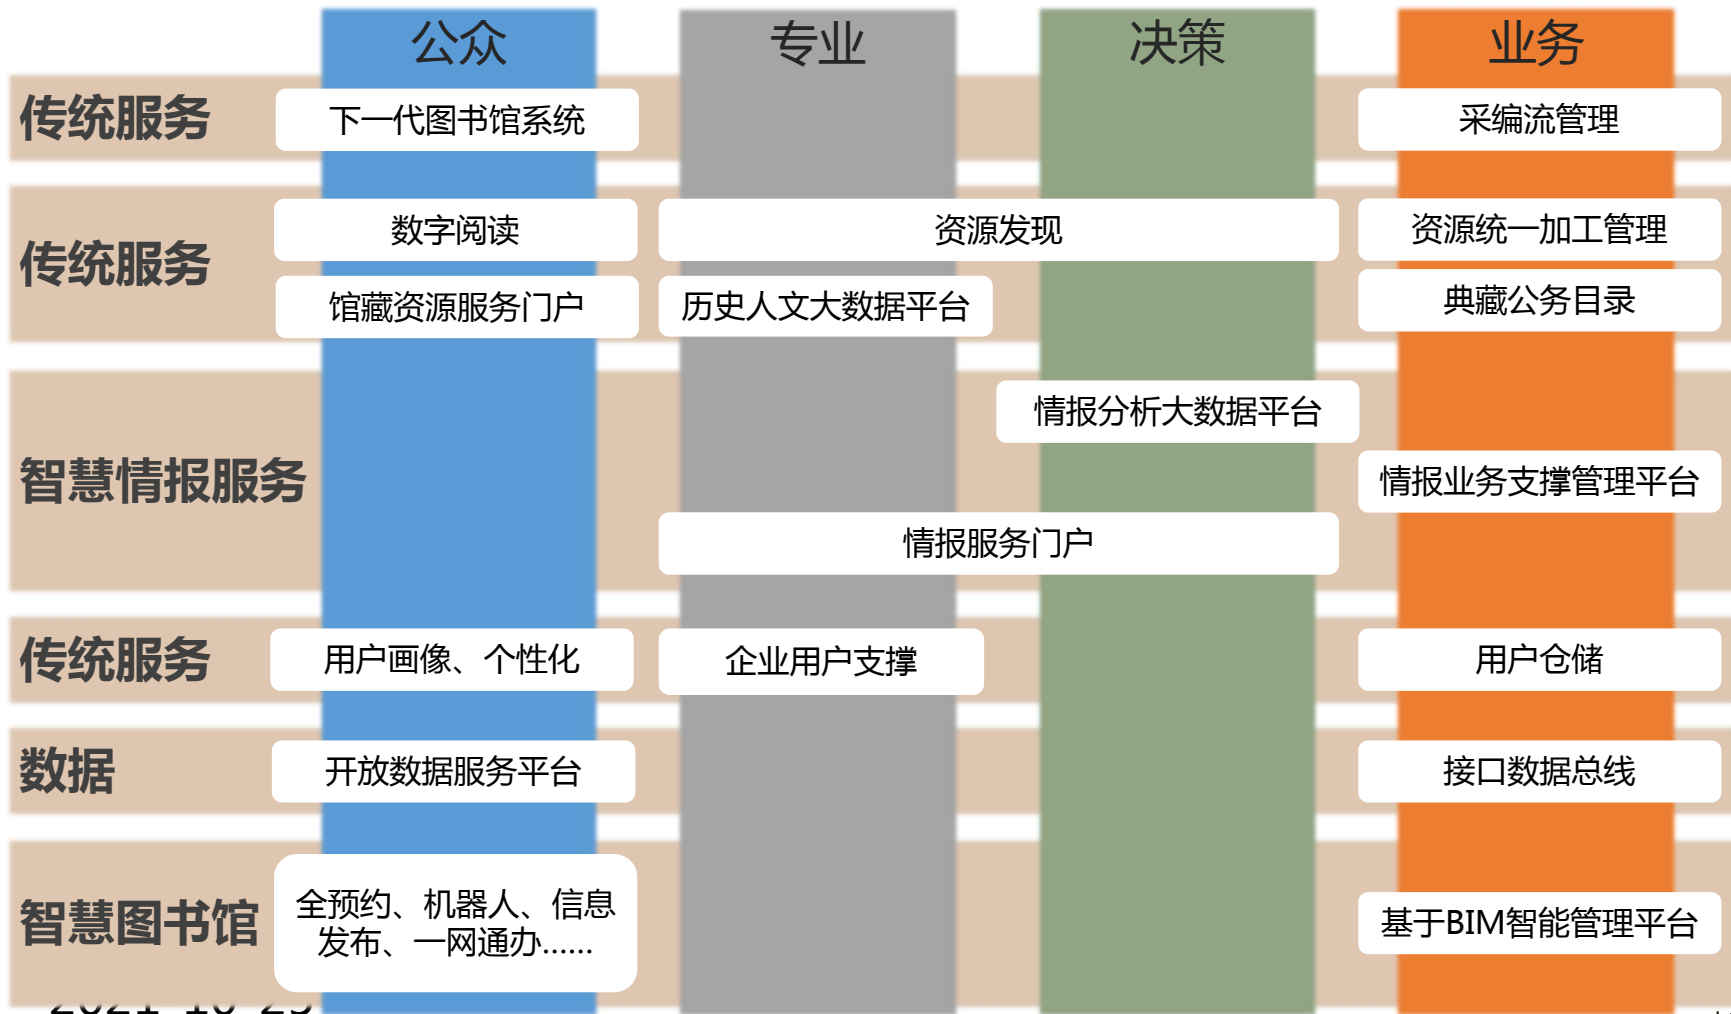 公众
专业
决策
业务
传统服务
下一代图书馆系统
采编流管理
传统服务
数字阅读
资源发现
资源统一加工管理
馆藏资源服务门户
历史人文大数据平台
典藏公务目录
智慧情报服务
情报分析大数据平台
情报业务支撑管理平台
情报服务门户
传统服务
用户画像、个性化
企业用户支撑
用户仓储
数据
开放数据服务平台
接口数据总线
智慧图书馆
全预约、机器人、信息
发布、一网通办......
基于BIM智能管理平台